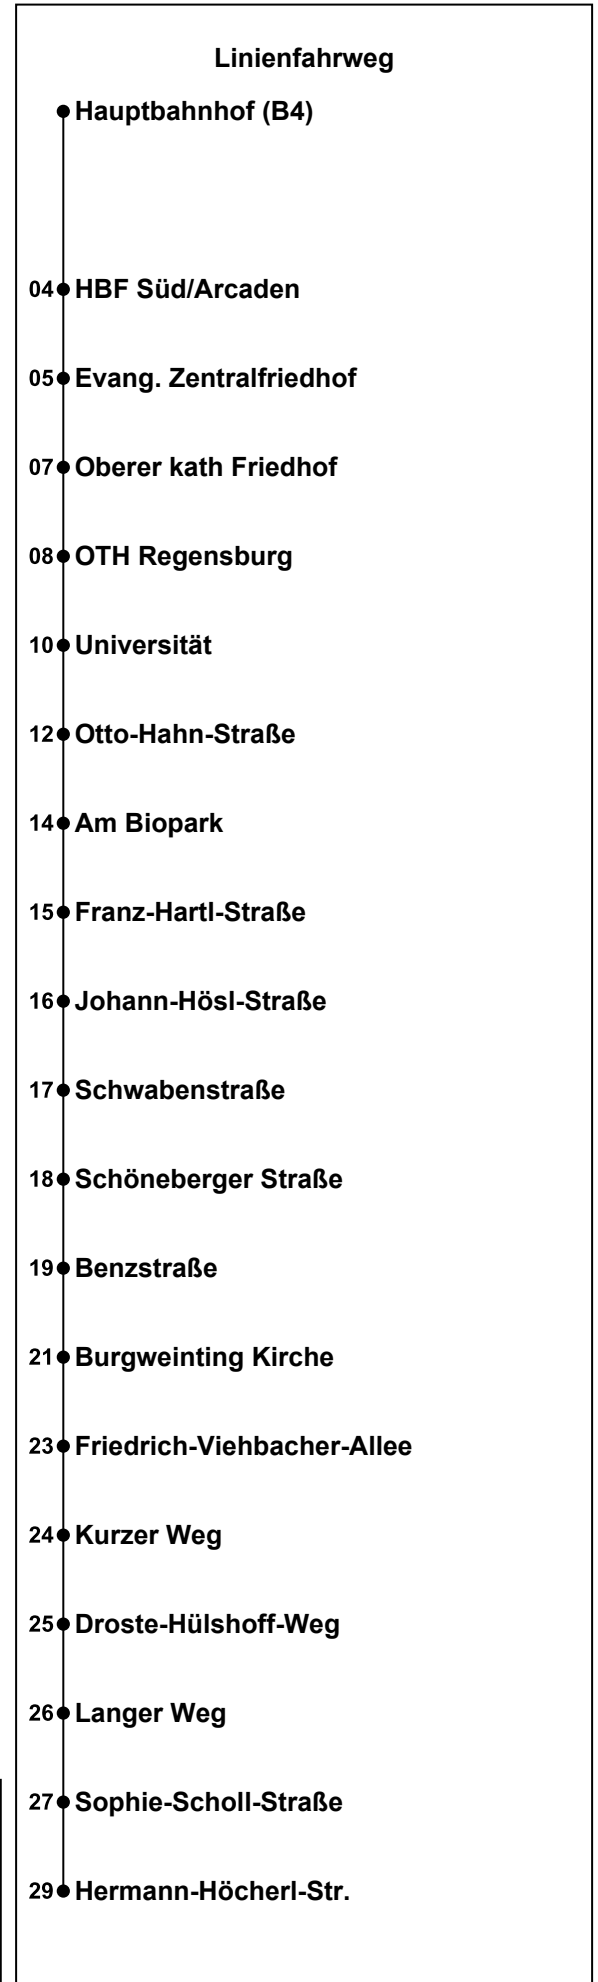 Linienfahrweg
Hauptbahnhof (B4)
04 HBF Süd/Arcaden
05 Evang. Zentralfriedhof
07 Oberer kath Friedhof
08 OTH Regensburg
10 Universität
12 Otto-Hahn-Straße
14 Am Biopark
15 Franz-Hartl-Straße
16 Johann-Hösl-Straße
17 Schwabenstraße
18 Schöneberger Straße
19 Benzstraße
21 Burgweinting Kirche
23 Friedrich-Viehbacher-Allee
24 Kurzer Weg
25 Droste-Hülshoff-Weg
26 Langer Weg
27 Sophie-Scholl-Straße
29 Hermann-Höcherl-Str.